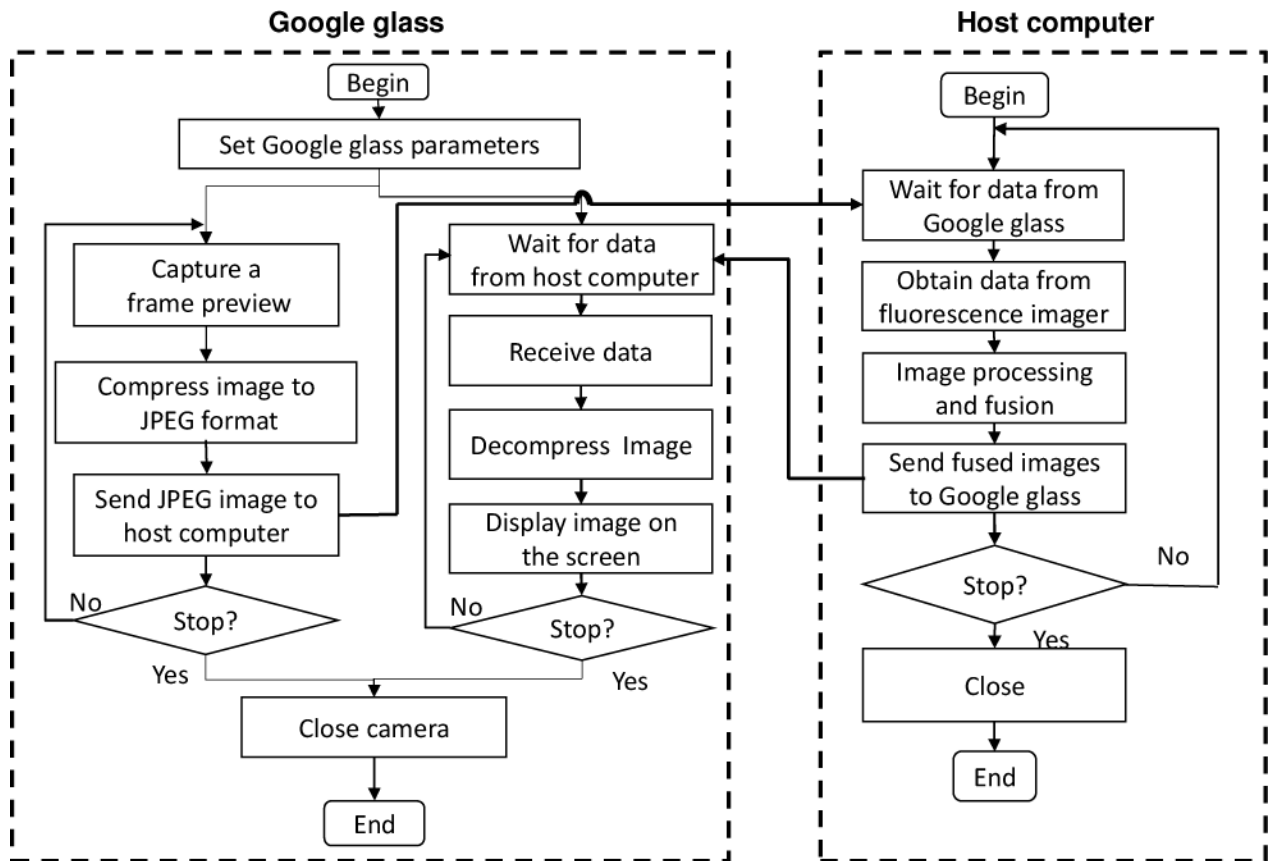 Google glass
Begin
Set Google glass parameters
Capture a
frame preview
Compress image to
JPEG format
Send JPEG image to
host computer
No
Stop?
Yes
Wait for data
from host computer
Receive data
Decompress Image
Display image on
the screen
No
Stop?
Yes
Close camera
End
Host computer
Begin
Wait for data from
Google glass
Obtain data from
fluorescence imager
Image processing
and fusion
Send fused images
to Google glass
Stop?
No
Yes
Close
End